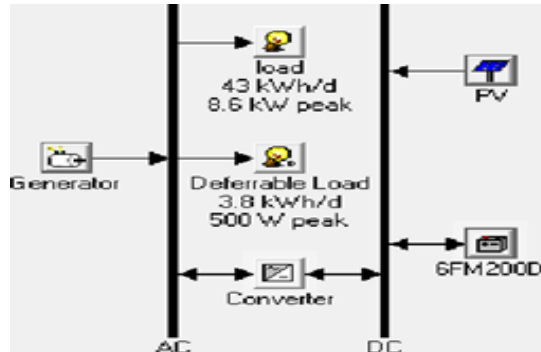 load
43 kWh/d
8.6 kW peak
PV
Generator
Deferrable Load
3.8 kWh/d
500 W peak
6FM200D
Converter
AC
DC